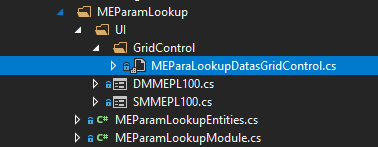 MEParamLookup
UI
GridControl
MEParaLookupDatasGridControl.cs
DMMEPL100.cs
SMMEPL100.cs
C# MEParamLookupEntities.cs
C# MEParamLookupModule.cs